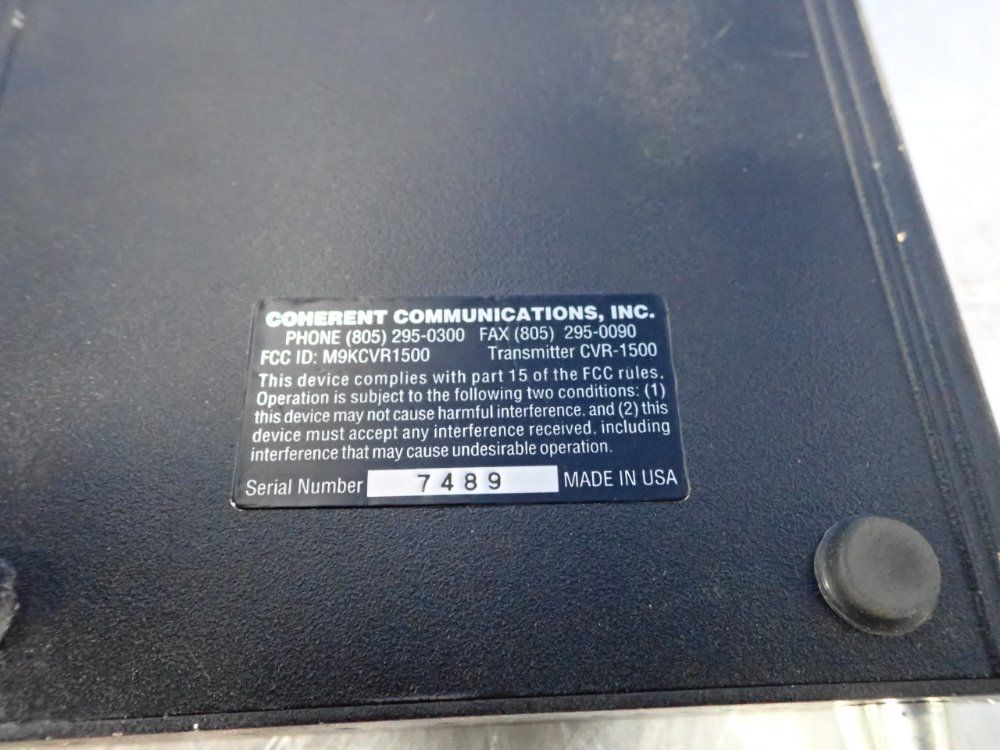 COHERENT COMMUNICATIONS, INC.
PHONE (805) 295-0300 FAX (805) 295-0090
FCC ID: M9KCVR1500 Transmitter CVR-1500
This device complies with part 15 of the FCC rules.
Operation is subject to the following two conditions: (1)
this device may not cause harmful interference, and (2) this
device must accept any interference received, including
interference that may cause undesirable operation.
Serial Number 7489 MADE IN USA